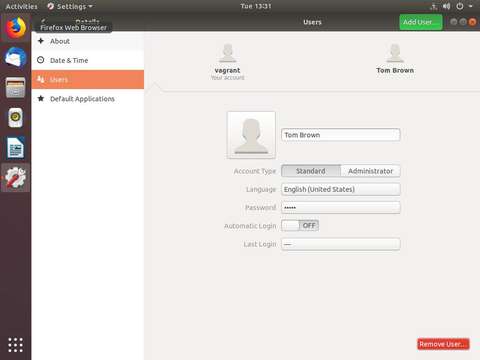 Activities
Settings
Tue 13:31
Details
Users
Add User...
Firefox Web Browser
About
Date & Time
Users
Default Applications
vagrant
Your account
Tom Brown
Tom Brown
Account Type
Standard
Administrator
Language
English (United States)
Password
•••••
Automatic Login
OFF
Last Login
—
Remove User...